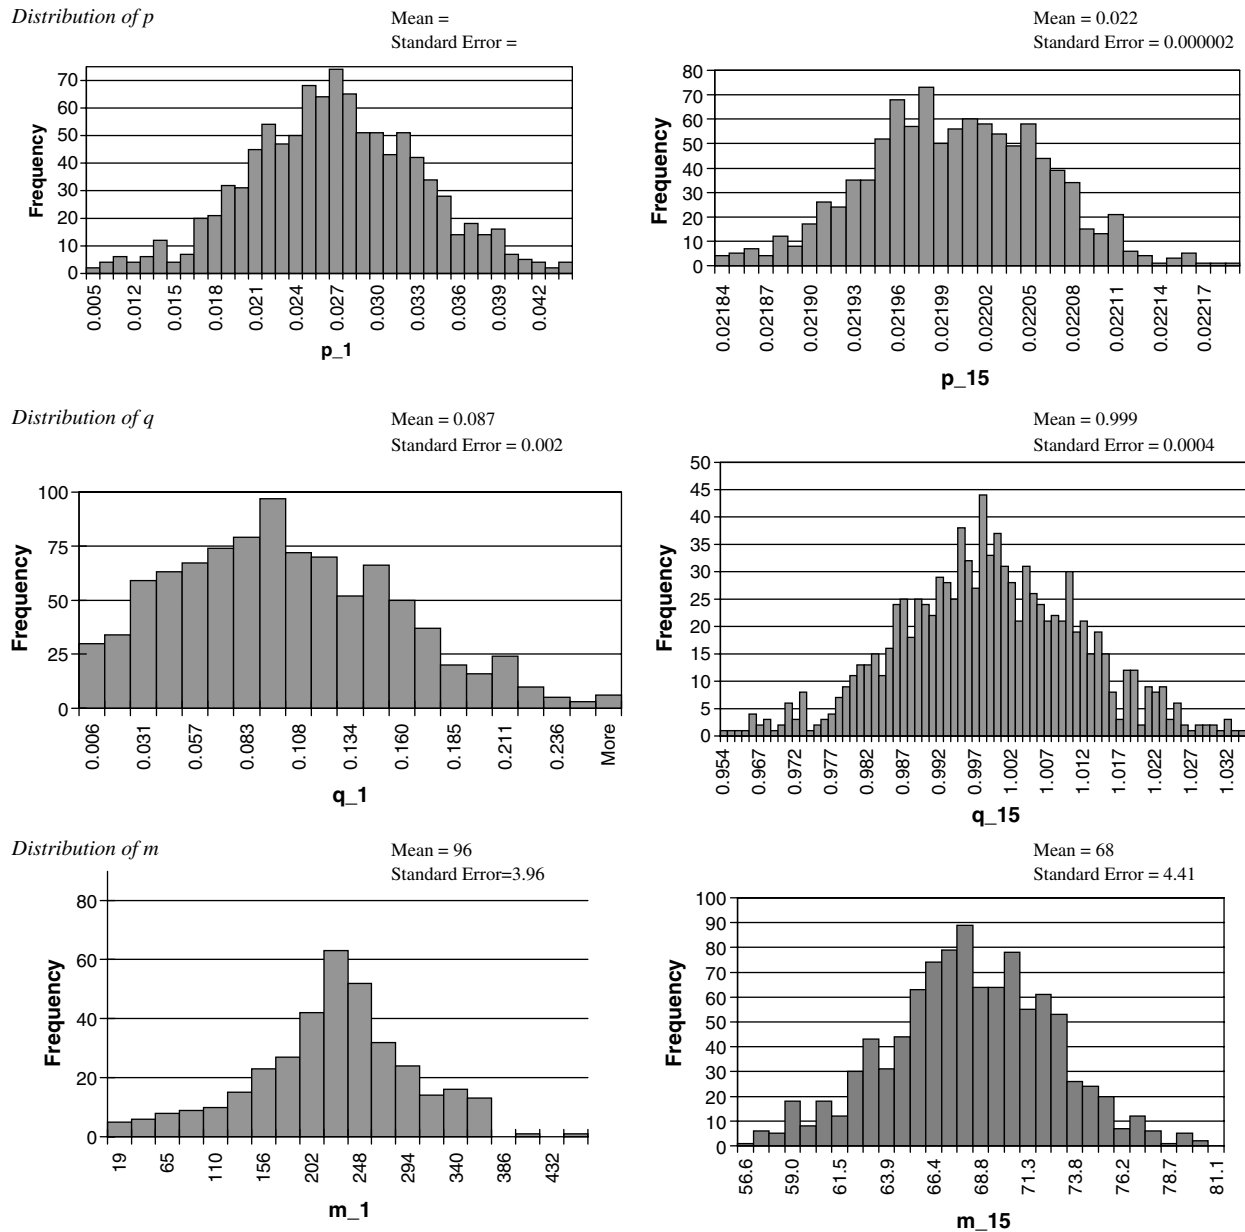 Distribution of p
Mean =
Standard Error =
Mean = 0.022
Standard Error = 0.000002
Frequency
70
60
50
40
30
20
10
0
0.005 0.012 0.015 0.018 0.021 0.024 0.027 0.030 0.033 0.036 0.039 0.042
p_1
Frequency
80
70
60
50
40
30
20
10
0
0.02184 0.02187 0.02190 0.02193 0.02196 0.02199 0.02202 0.02205 0.02208 0.02211 0.02214 0.02217
p_15
Distribution of q
Mean = 0.087
Standard Error = 0.002
Mean = 0.999
Standard Error = 0.0004
Frequency
100
75
50
25
0
0.006 0.031 0.057 0.083 0.108 0.134 0.160 0.185 0.211 0.236 More
q_1
Frequency
50
45
40
35
30
25
20
15
10
5
0
0.954 0.967 0.972 0.977 0.982 0.987 0.992 0.997 1.002 1.007 1.012 1.017 1.022 1.027 1.032
q_15
Distribution of m
Mean = 96
Standard Error=3.96
Mean = 68
Standard Error = 4.41
Frequency
80
60
40
20
0
19 65 110 156 202 248 294 340 386 432
m_1
Frequency
100
90
80
70
60
50
40
30
20
10
0
56.6 59.0 61.5 63.9 66.4 68.8 71.3 73.8 76.2 78.7 81.1
m_15